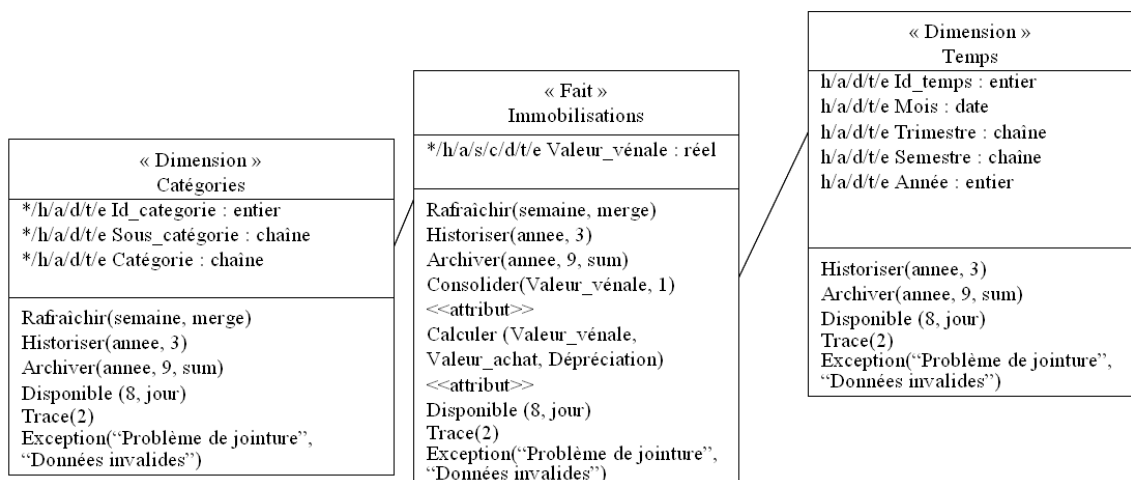 « Dimension »
Catégories
*/h/a/d/t/e Id_categorie : entier
*/h/a/d/t/e Sous_catégorie : chaîne
*/h/a/d/t/e Catégorie : chaîne
Rafraîchir(semaine, merge)
Historiser(annee, 3)
Archiver(annee, 9, sum)
Disponible (8, jour)
Trace(2)
Exception(“Problème de jointure”,
“Données invalides”)
« Fait »
Immobilisations
*/h/a/s/c/d/t/e Valeur_vénale : réel
Rafraîchir(semaine, merge)
Historiser(annee, 3)
Archiver(annee, 9, sum)
Consolider(Valeur_vénale, 1)
<<attribut>>
Calculer (Valeur_vénale,
Valeur_achat, Dépréciation)
<<attribut>>
Disponible (8, jour)
Trace(2)
Exception(“Problème de jointure”,
“Données invalides”)
« Dimension »
Temps
h/a/d/t/e Id_temps : entier
h/a/d/t/e Mois : date
h/a/d/t/e Trimestre : chaîne
h/a/d/t/e Semestre : chaîne
h/a/d/t/e Année : entier
Historiser(annee, 3)
Archiver(annee, 9, sum)
Disponible (8, jour)
Trace(2)
Exception(“Problème de jointure”,
“Données invalides”)